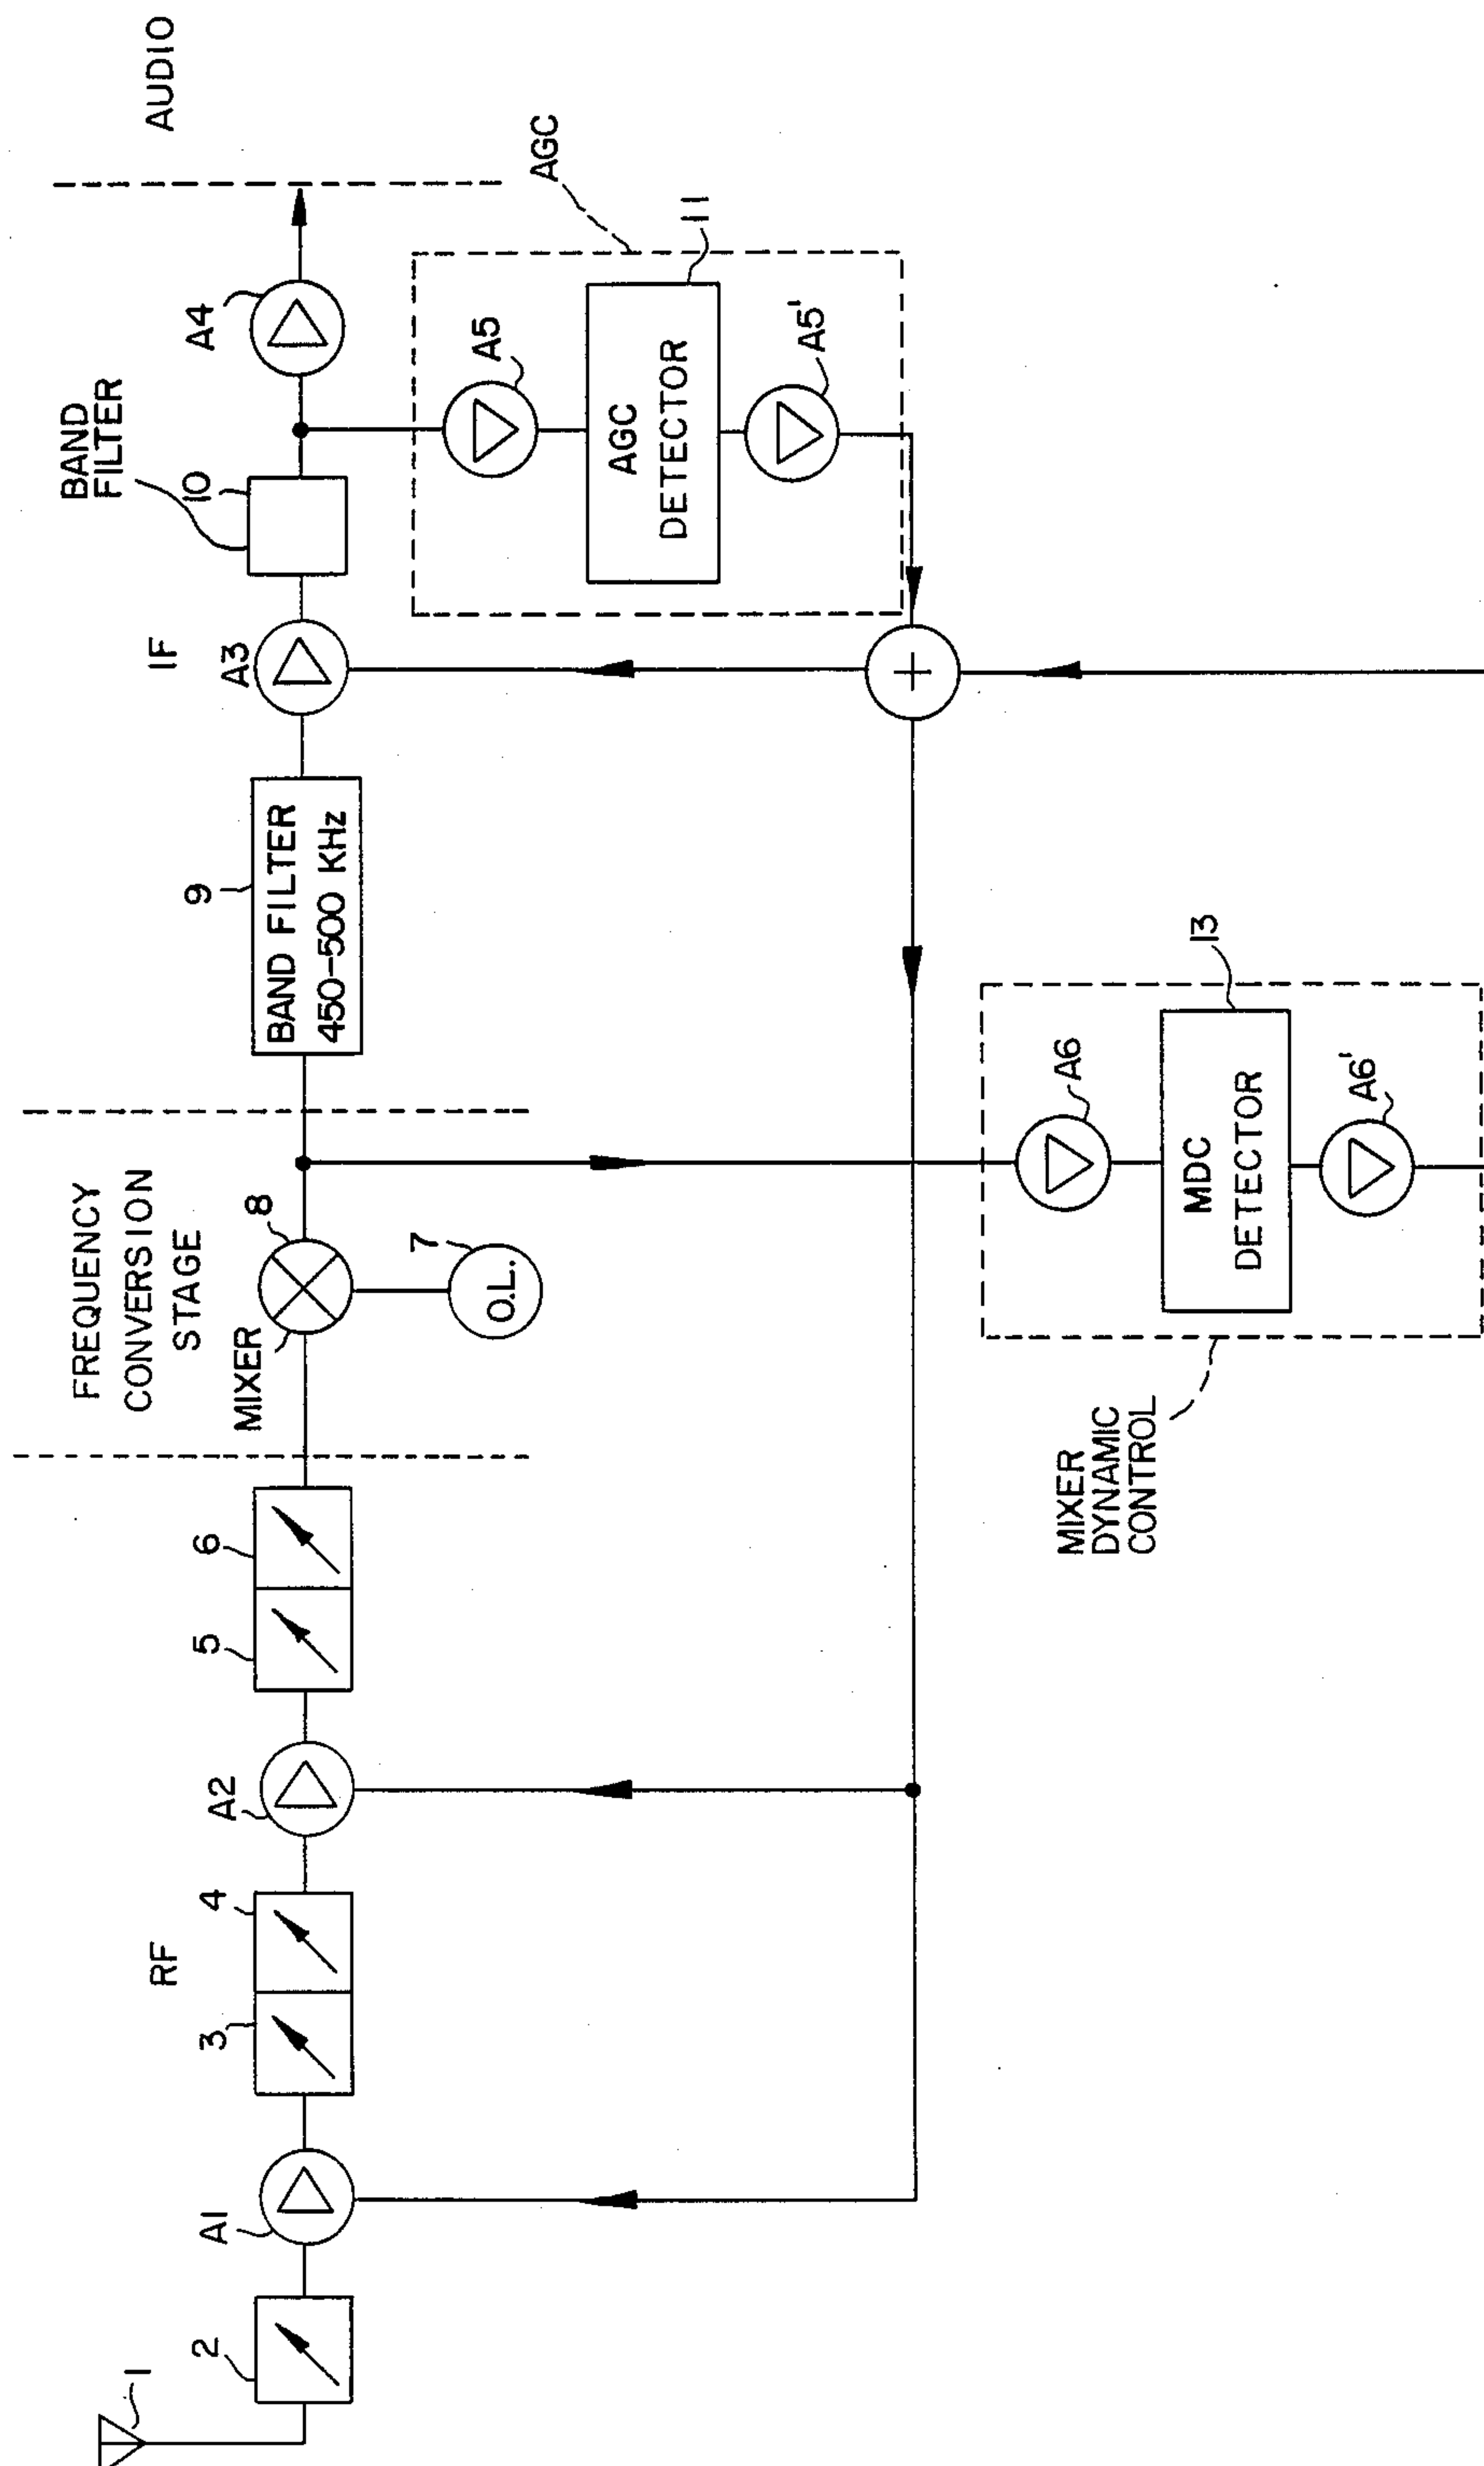 FREQUENCY
CONVERSION
STAGE
RF
IF
AUDIO
1
2
A1
3
4
A2
5
6
MIXER
8
7
O.L.
9
BAND FILTER
450-500 KHz
A3
BAND
FILTER
10
A4
AGC
A5
AGC
DETECTOR
11
A5'
+
MIXER
DYNAMIC
CONTROL
A6
MDC
DETECTOR
13
A6'